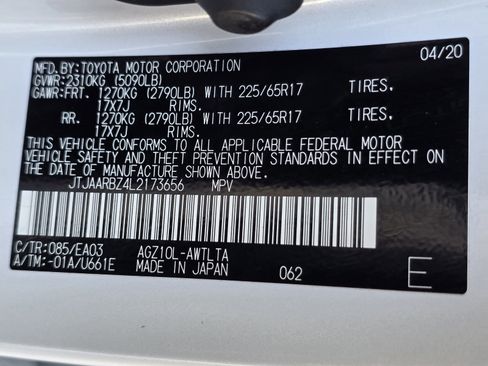 04/20
MFD.BY:TOYOTA MOTOR CORPORATION
GVWR:2310KG (5090LB)
GAWR:FRT. 1270KG (2790LB) WITH 225/65R17 TIRES.
17X7J RIMS.
RR. 1270KG (2790LB) WITH 225/65R17 TIRES.
17X7J RIMS.
THIS VEHICLE CONFORMS TO ALL APPLICABLE FEDERAL MOTOR
VEHICLE SAFETY AND THEFT PREVENTION STANDARDS IN EFFECT ON
THE DATE OF MANUFACTURE SHOWN ABOVE.
JTJAARBZ4L2173656 MPV
C/TR:085/EA03 AGZ10L-AWTLTA
A/TM:-01A/U661E MADE IN JAPAN 062 E